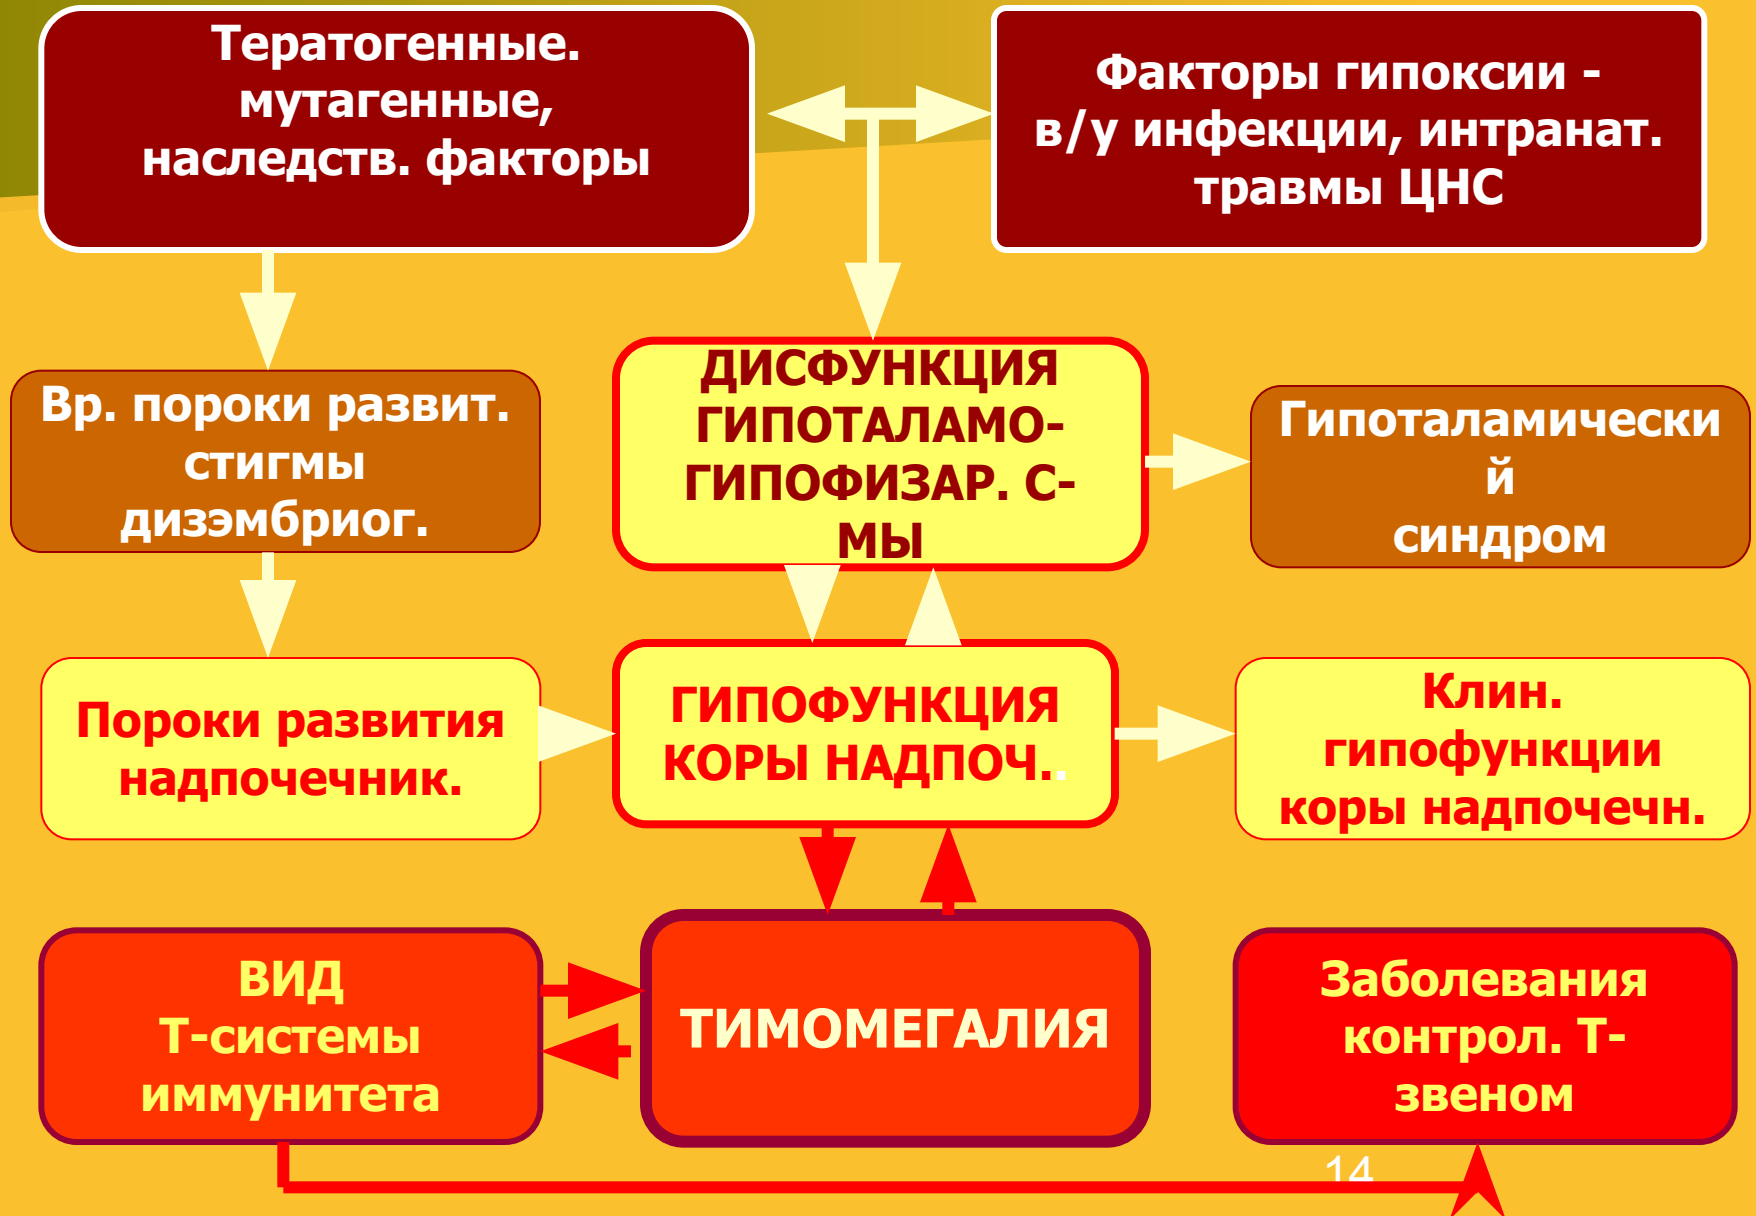 Тератогенные.
мутагенные,
наследств. факторы
Факторы гипоксии -
в/у инфекции, интранат.
травмы ЦНС
Вр. пороки развит.
стигмы
дизэмбриог.
ДИСФУНКЦИЯ
ГИПОТАЛАМО-
ГИПОФИЗАР. С-
МЫ
Гипоталамически
й
синдром
Пороки развития
надпочечник.
ГИПОФУНКЦИЯ
КОРЫ НАДПОЧ..
Клин.
гипофункции
коры надпочечн.
ВИД
Т-системы
иммунитета
ТИМОМЕГАЛИЯ
Заболевания
контрол. Т-
звеном
14